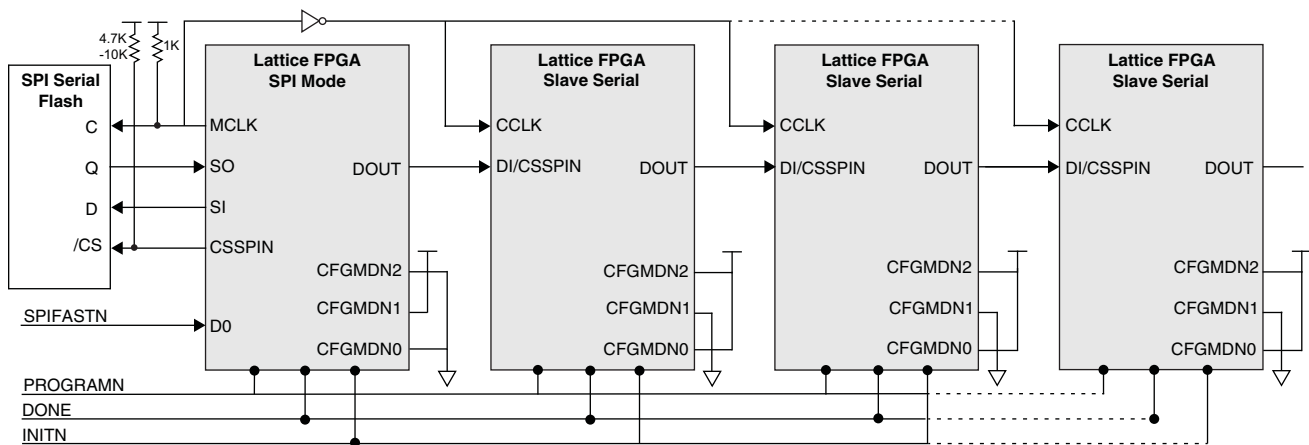 4.7K
-10K
1K
SPI Serial
Flash
C
Q
D
/CS
Lattice FPGA
SPI Mode
MCLK
SO
SI
CSSPIN
D0
DOUT
CFGMDN2
CFGMDN1
CFGMDN0
Lattice FPGA
Slave Serial
CCLK
DI/CSSPIN
DOUT
CFGMDN2
CFGMDN1
CFGMDN0
Lattice FPGA
Slave Serial
CCLK
DI/CSSPIN
DOUT
CFGMDN2
CFGMDN1
CFGMDN0
Lattice FPGA
Slave Serial
CCLK
DI/CSSPIN
DOUT
CFGMDN2
CFGMDN1
CFGMDN0
SPIFASTN
PROGRAMN
DONE
INITN